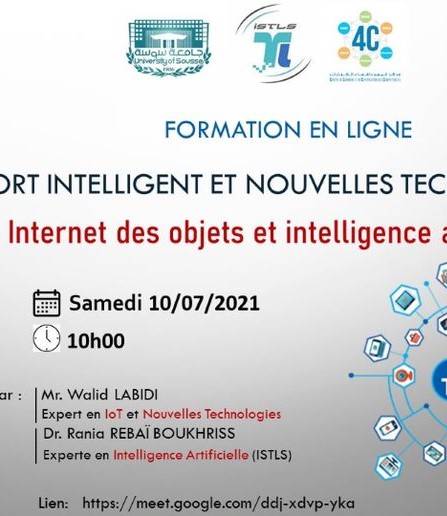 جامعة سوسة
University of Sousse
iSTLS
4C
FORMATION EN LIGNE
ORT INTELLIGENT ET NOUVELLES TEC
Internet des objets et intelligence a
Samedi 10/07/2021
10h00
ar : Mr. Walid LABIDI
Expert en IoT et Nouvelles Technologies
Dr. Rania REBAÏ BOUKHRISS
Experte en Intelligence Artificielle (ISTLS)
Lien: https://meet.google.com/ddj-xdvp-yka